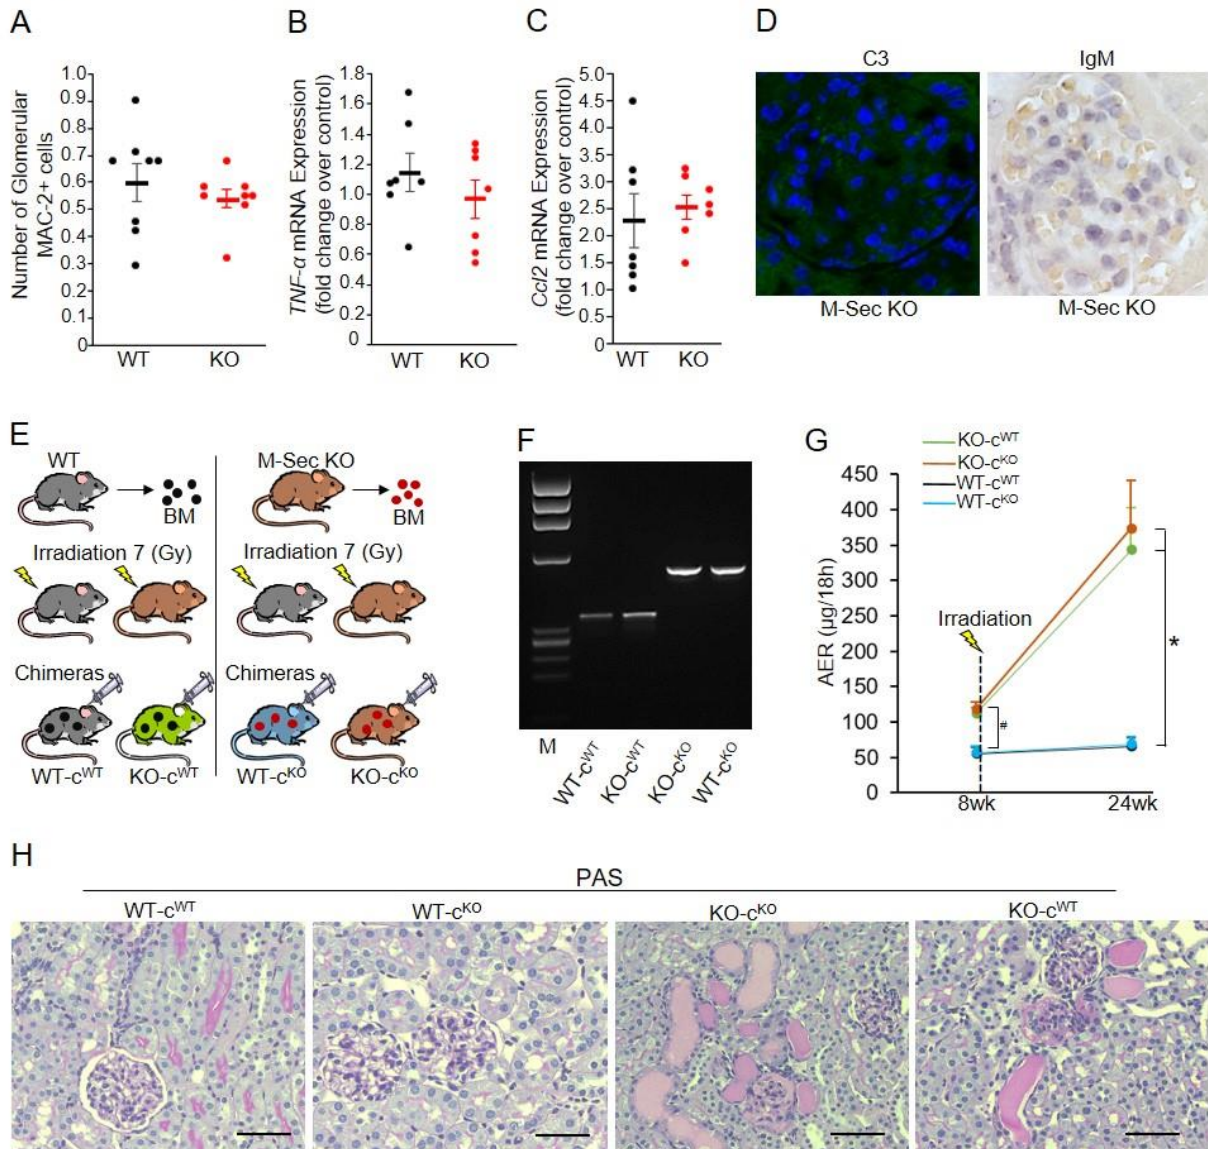 A
Number of Glomerular
MAC-2+ cells
1.0
0.9
0.8
0.7
0.6
0.5
0.4
0.3
0.2
0.1
0
WT
KO
B
TNF-α mRNA Expression
(fold change over control)
1.8
1.6
1.4
1.2
1.0
0.8
0.6
0.4
0.2
0
WT
KO
C
Ccl2 mRNA Expression
(fold change over control)
5.0
4.5
4.0
3.5
3.0
2.5
2.0
1.5
1.0
0.5
0
WT
KO
D
C3
IgM
M-Sec KO
M-Sec KO
E
WT
BM
M-Sec KO
BM
Irradiation 7 (Gy)
Irradiation 7 (Gy)
Chimeras
Chimeras
WT-cWT
KO-cWT
WT-cKO
KO-cKO
F
M
WT-cWT
KO-cWT
KO-cKO
WT-cKO
G
KO-cWT
KO-cKO
WT-cWT
WT-cKO
AER (µg/18h)
450
400
350
300
250
200
150
100
50
0
Irradiation
#
*
8wk
24wk
H
PAS
WT-cWT
WT-cKO
KO-cKO
KO-cWT